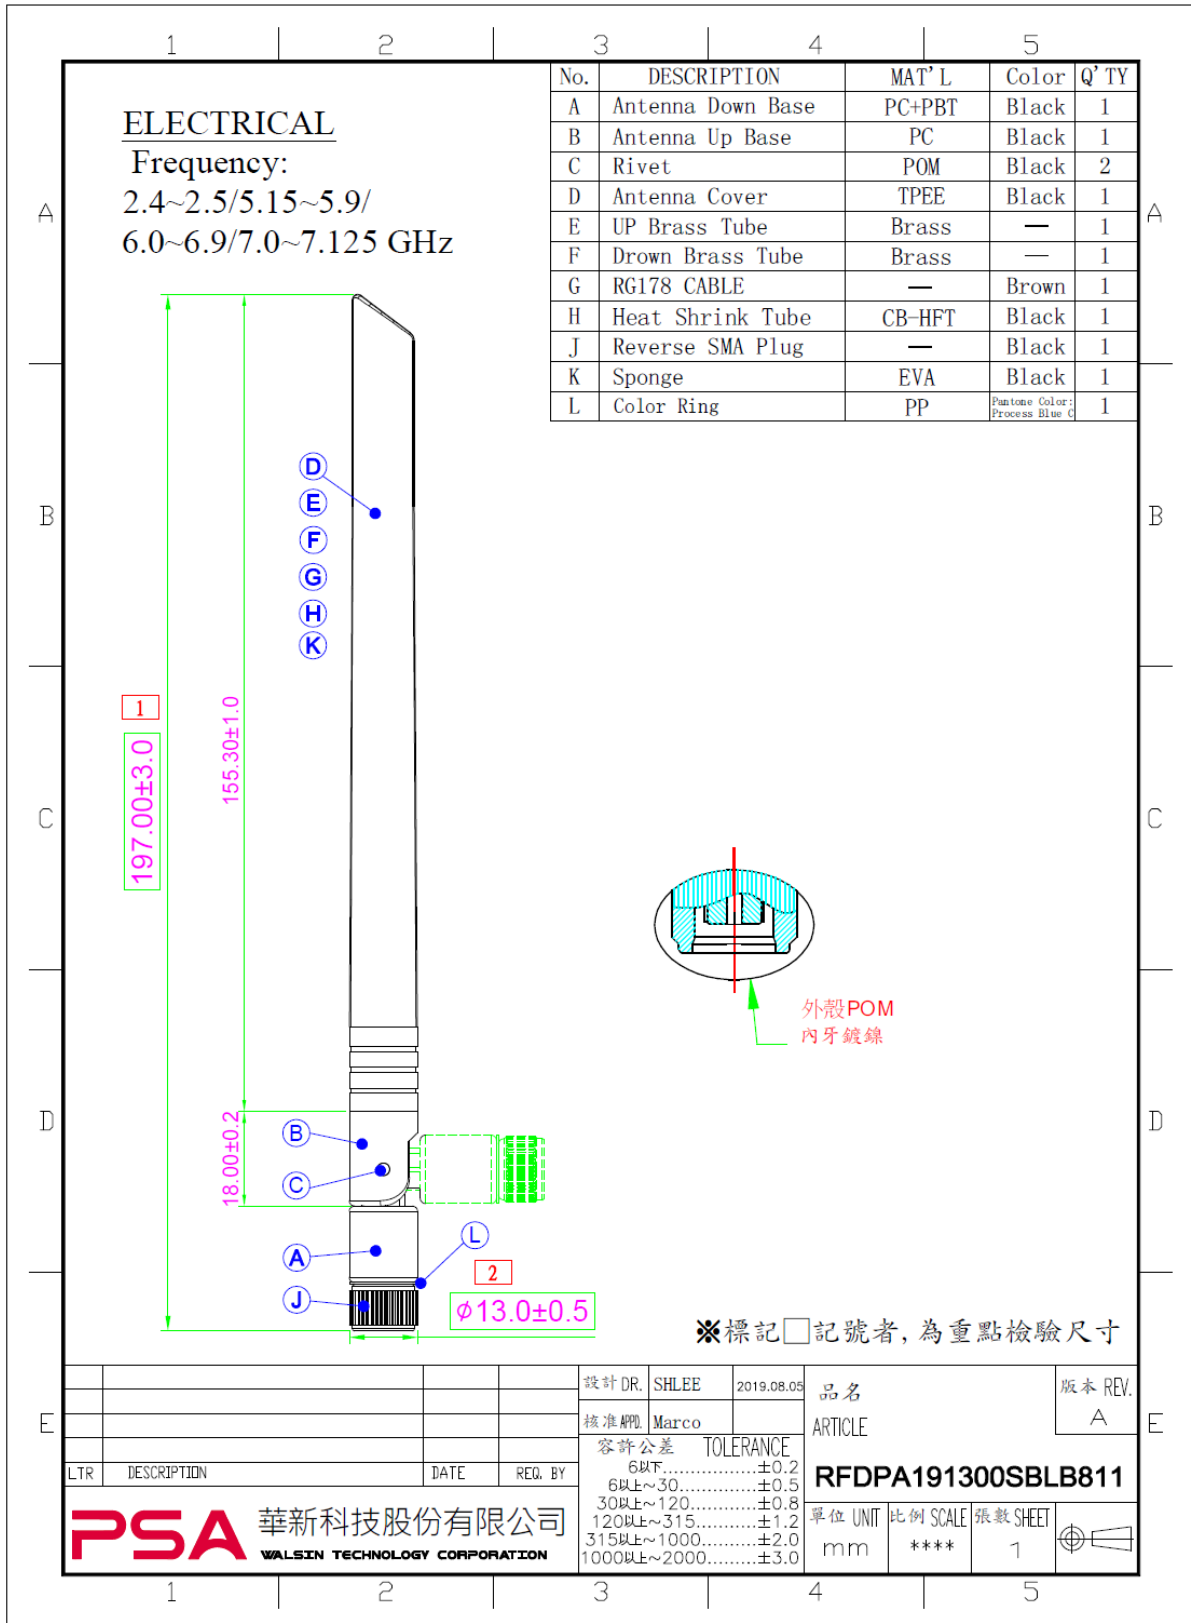 1 2 3 4 5
No. DESCRIPTION MAT'L Color Q'TY
A Antenna Down Base PC+PBT Black 1
B Antenna Up Base PC Black 1
C Rivet POM Black 2
D Antenna Cover TPEE Black 1
E UP Brass Tube Brass — 1
F Drown Brass Tube Brass — 1
G RG178 CABLE — Brown 1
H Heat Shrink Tube CB-HFT Black 1
J Reverse SMA Plug — Black 1
K Sponge EVA Black 1
L Color Ring PP Pantone Color: Process Blue C 1
ELECTRICAL
Frequency:
2.4~2.5/5.15~5.9/
6.0~6.9/7.0~7.125 GHz
A A
D
E
F
G
H
K
B B
1
197.00±3.0
155.30±1.0
C C
外殼POM
內牙鍍鎳
D D
18.00±0.2
B
C
L
A
2
J
φ13.0±0.5
※標記□記號者,為重點檢驗尺寸
E E
LTR DESCRIPTION DATE REQ. BY
設計 DR. SHLEE 2019.08.05
核准 APPD. Marco
容許公差 TOLERANCE
6以下..............±0.2
6以上~30............±0.5
30以上~120...........±0.8
120以上~315..........±1.2
315以上~1000.........±2.0
1000以上~2000........±3.0
品名
ARTICLE
版本 REV.
A
RFDPA191300SBLB811
單位 UNIT 比例 SCALE 張數 SHEET
mm **** 1
PSA 華新科技股份有限公司
WALSIN TECHNOLOGY CORPORATION
1 2 3 4 5